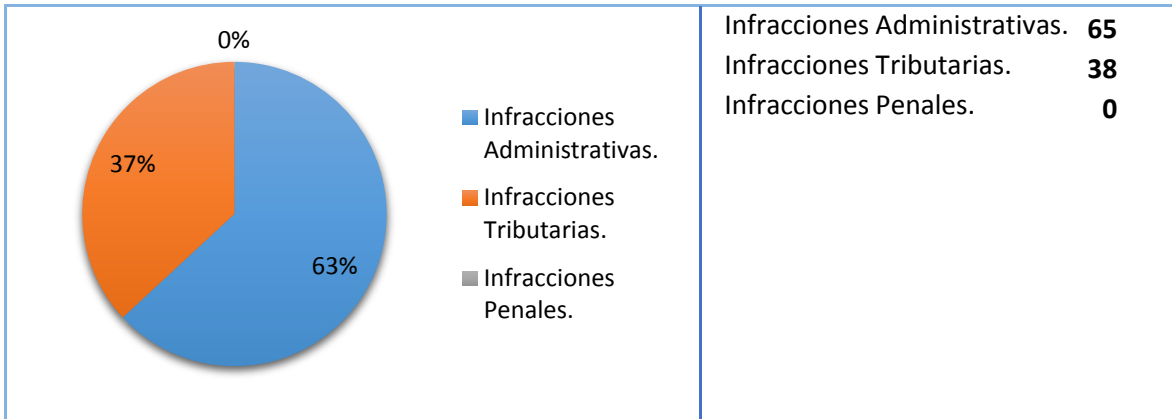 0%
37%
63%
Infracciones
Administrativas.
Infracciones
Tributarias.
Infracciones
Penales.
Infracciones Administrativas. 65
Infracciones Tributarias. 38
Infracciones Penales. 0